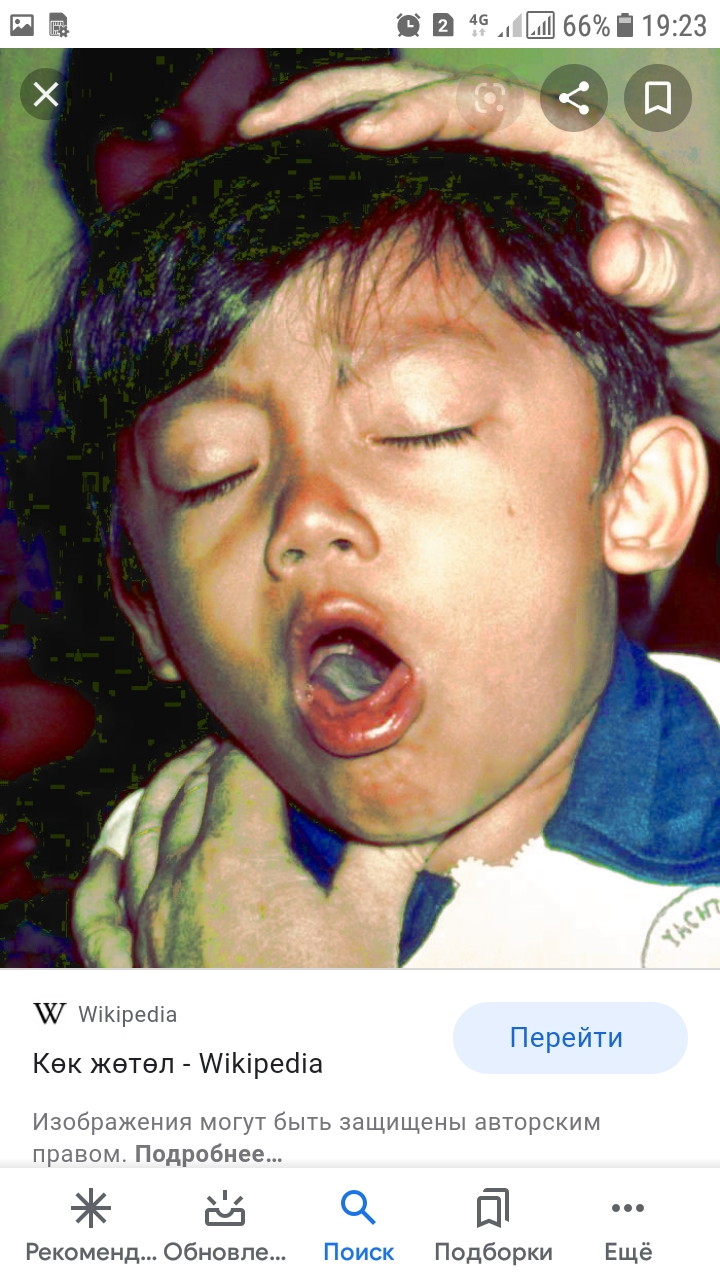 2 4G 66% 19:23
YACHT
W Wikipedia
Көк жөтөл - Wikipedia
Перейти
Изображения могут быть защищены авторским
правом. Подробнее...
Рекоменд... Обновле... Поиск Подборки Ещё